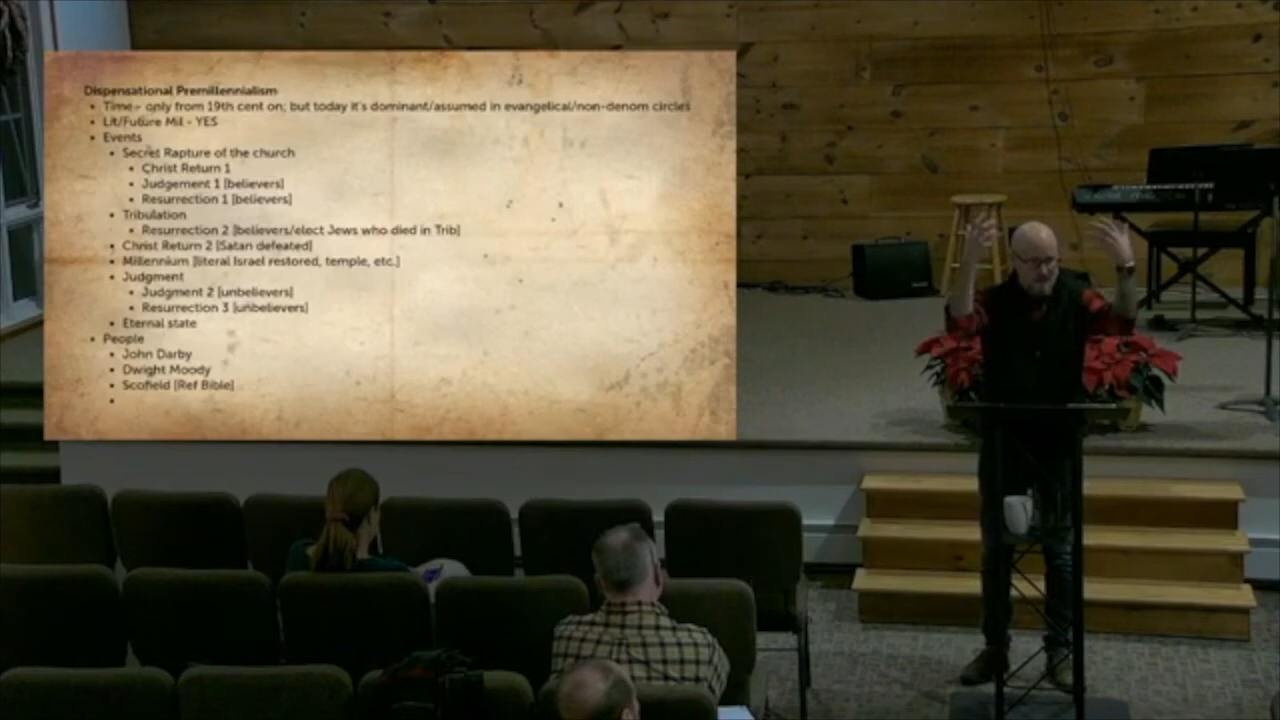 Dispensational Premillennialism
• Time - only from 19th cent on; but today it's dominant/assumed in evangelical/non-denom circles
• Lit/Future Mil - YES
• Events
• Secret Rapture of the church
• Christ Return 1
• Judgement 1 [believers]
• Resurrection 1 [believers]
• Tribulation
• Resurrection 2 [believers/elect Jews who died in Trib]
• Christ Return 2 [Satan defeated]
• Millennium [literal Israel restored, temple, etc.]
• Judgment
• Judgment 2 [unbelievers]
• Resurrection 3 [unbelievers]
• Eternal state
• People
• John Darby
• Dwight Moody
• Scofield [Ref Bible]
•